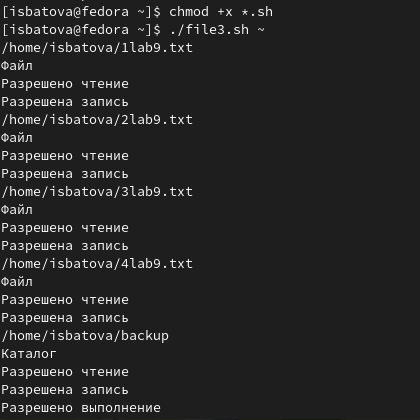 [isbatova@fedora ~]$ chmod +x *.sh
[isbatova@fedora ~]$ ./file3.sh ~
/home/isbatova/1lab9.txt
Файл
Разрешено чтение
Разрешена запись
/home/isbatova/2lab9.txt
Файл
Разрешено чтение
Разрешена запись
/home/isbatova/3lab9.txt
Файл
Разрешено чтение
Разрешена запись
/home/isbatova/4lab9.txt
Файл
Разрешено чтение
Разрешена запись
/home/isbatova/backup
Каталог
Разрешено чтение
Разрешена запись
Разрешено выполнение